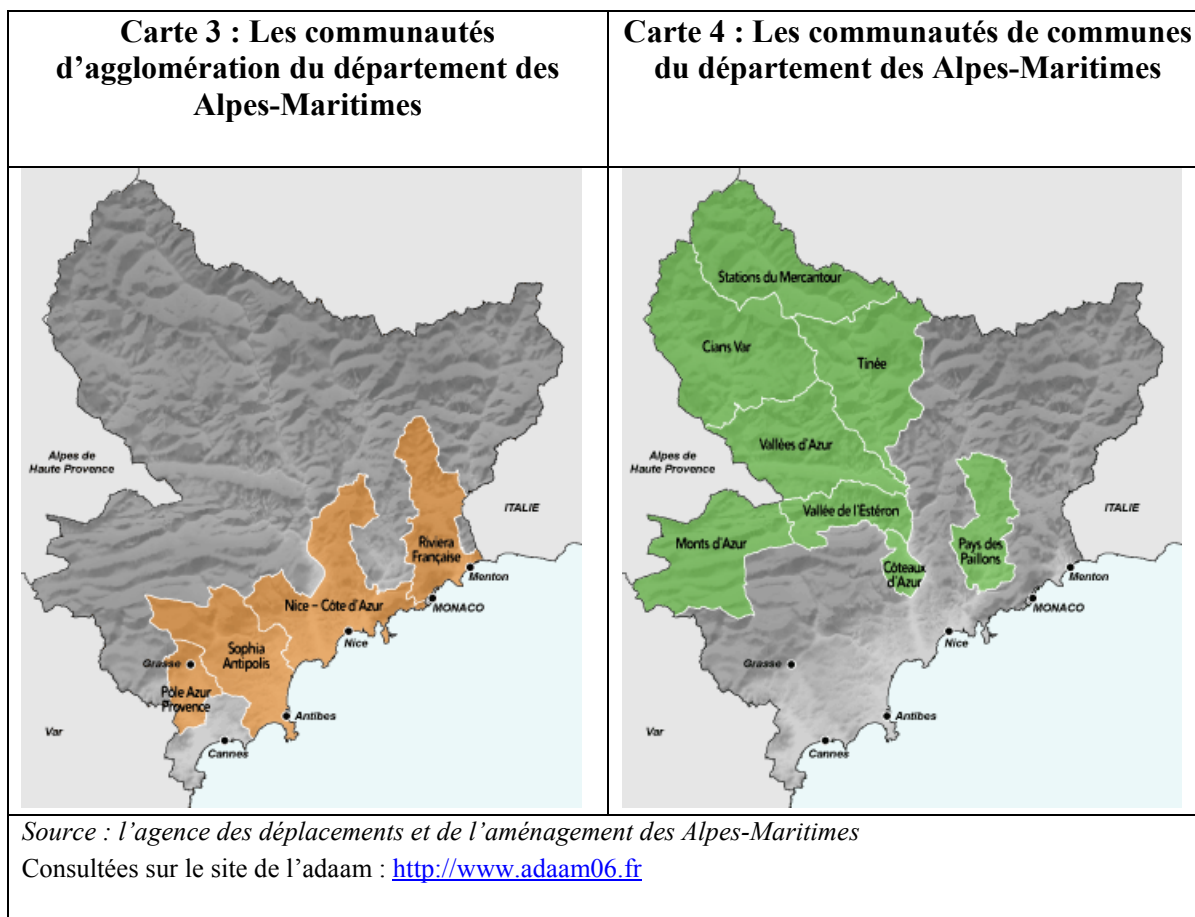 Carte 3 : Les communautés
d'agglomération du département des
Alpes-Maritimes
Carte 4 : Les communautés de communes
du département des Alpes-Maritimes
Alpes de
Haute Provence
ITALIE
Riviera
Française
Menton
MONACO
Nice – Côte d'Azur
Nice
Sophia
Antipolis
Grasse
Pôle Azur
Provence
Antibes
Var
Cannes
Stations du Mercantour
Cians Var
Tinée
Vallées d'Azur
Alpes de
Haute Provence
Vallée de l'Estéron
ITALIE
Monts d'Azur
Pays des
Paillons
Côteaux
d'Azur
Menton
MONACO
Nice
Grasse
Antibes
Var
Cannes
Source : l'agence des déplacements et de l'aménagement des Alpes-Maritimes
Consultées sur le site de l'adaam : http://www.adaam06.fr